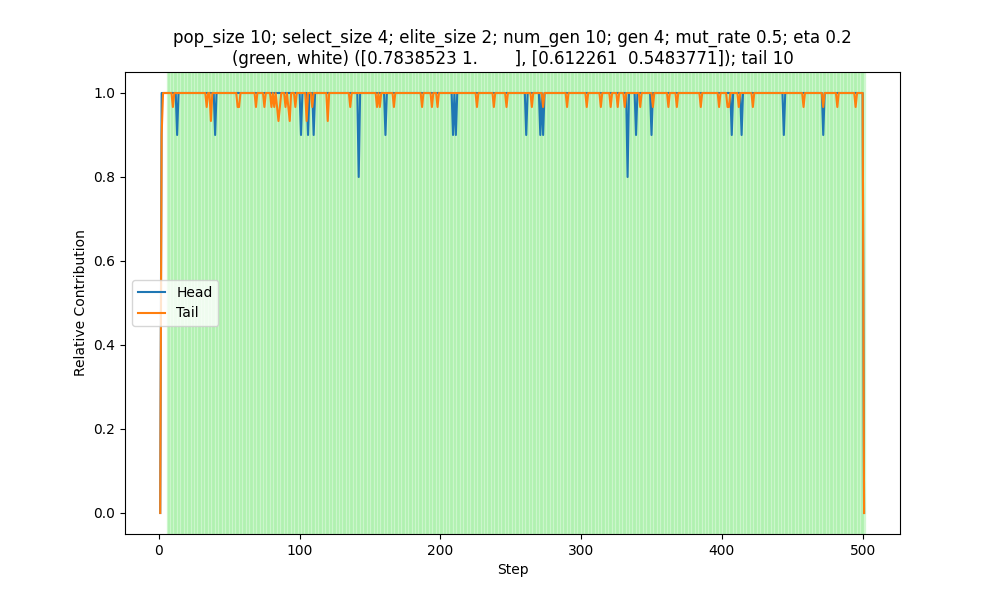 pop_size 10; select_size 4; elite_size 2; num_gen 10; gen 4; mut_rate 0.5; eta 0.2
(green, white) ([0.7838523 1.       ], [0.612261  0.5483771]); tail 10
1.0
0.8
0.6
0.4
0.2
0.0
Relative Contribution
Head
Tail
0 100 200 300 400 500
Step